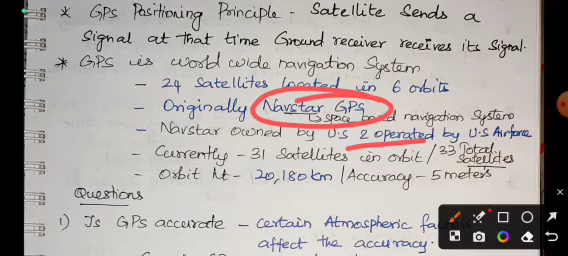 * GPS Positioning Principle - Satellite Sends a
Signal at that time Ground receiver receives its Signal.
* GPS is world wide navigation System
- 24 Satellites located in 6 orbits
- Originally Navstar GPS
↳ space based navigation System
- Navstar owned by U.S & operated by U.S Airforce
- Currently - 31 Satellites in orbit / 33 Total Satellites
- Orbit ht - 20,180 km / Accuracy - 5 meters
Questions
1) Is GPS accurate - certain Atmospheric
affect the accuracy.